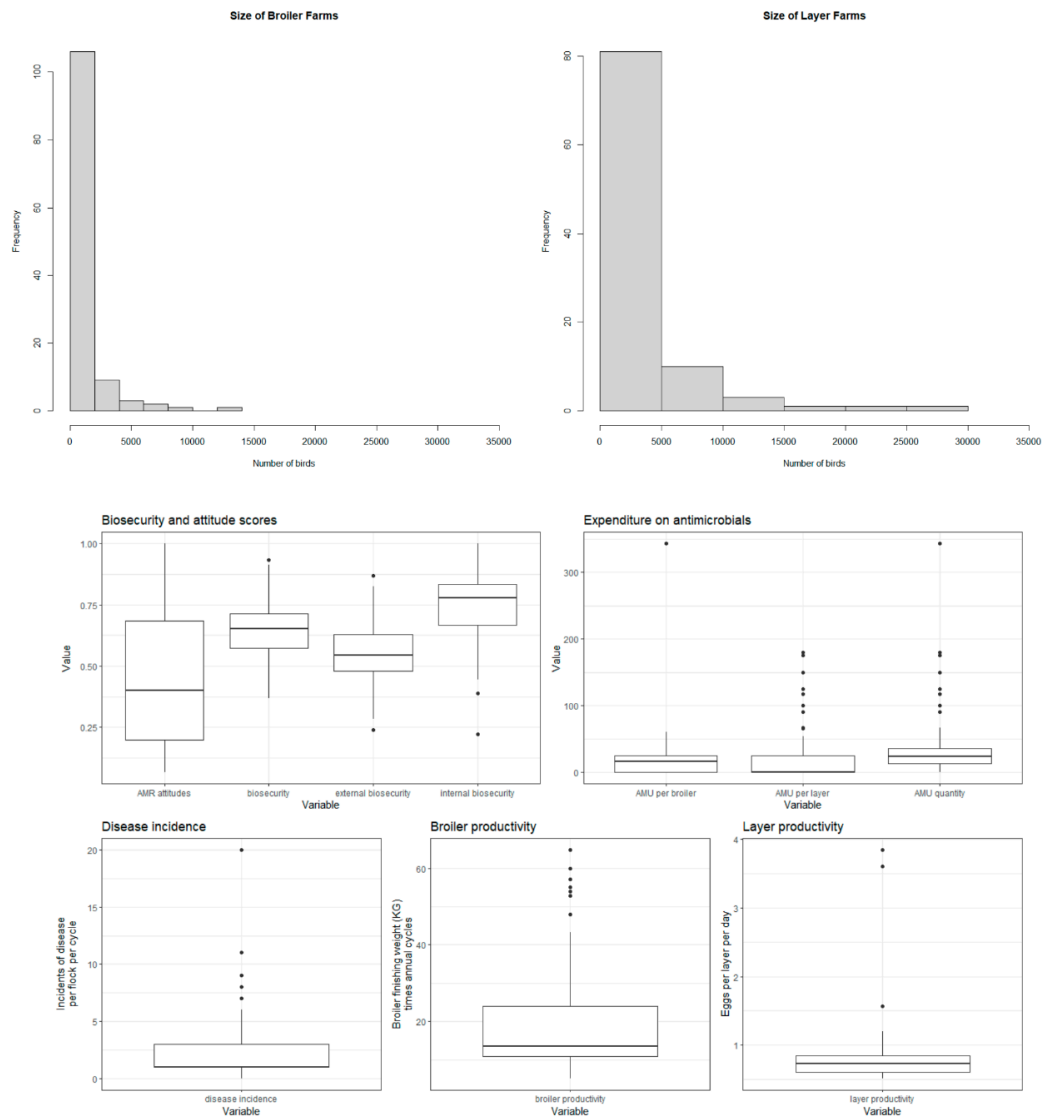 Size of Broiler Farms
Frequency
0
20
40
60
80
100
0 5000 10000 15000 20000 25000 30000 35000
Number of birds
Size of Layer Farms
Frequency
0
20
40
60
80
0 5000 10000 15000 20000 25000 30000 35000
Number of birds
Biosecurity and attitude scores
Value
1.00
0.75
0.50
0.25
AMR attitudes biosecurity external biosecurity internal biosecurity
Variable
Expenditure on antimicrobials
Value
300
200
100
0
AMU per broiler AMU per layer AMU quantity
Variable
Disease incidence
Incidents of disease
per flock per cycle
20
15
10
5
0
disease incidence
Variable
Broiler productivity
Broiler finishing weight (KG)
times annual cycles
60
40
20
broiler productivity
Variable
Layer productivity
Eggs per layer per day
4
3
2
1
layer productivity
Variable